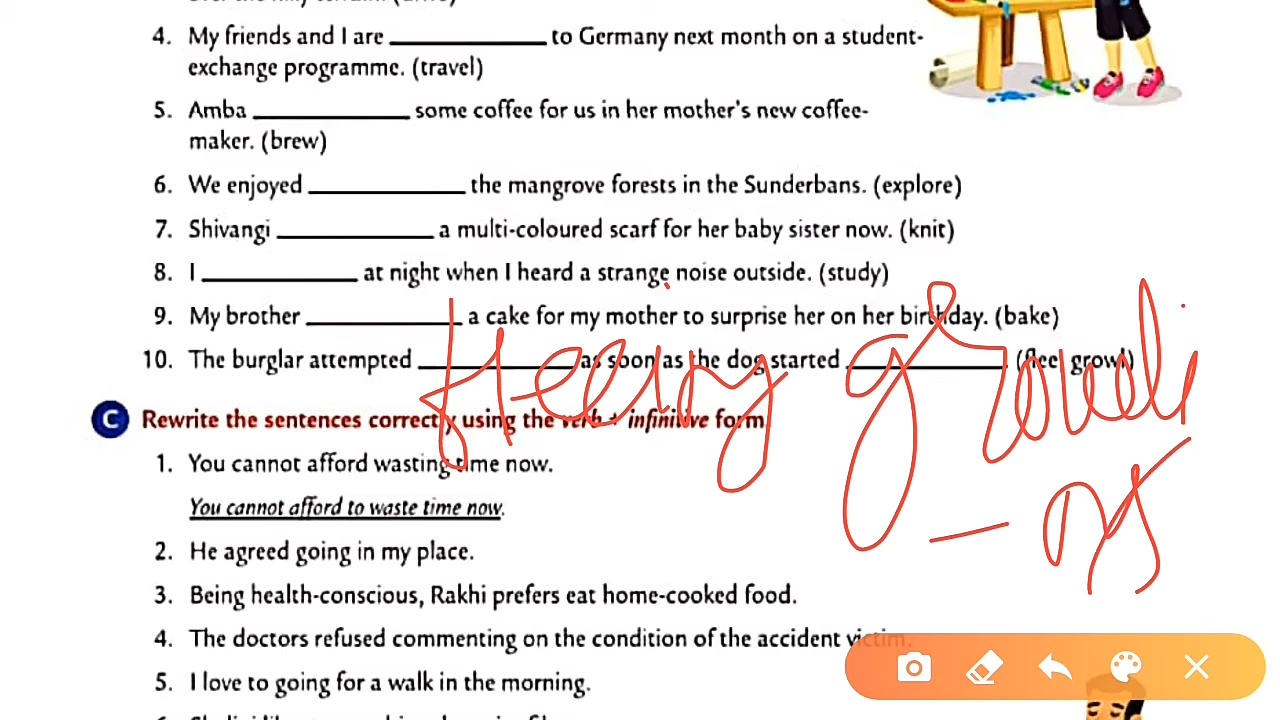 4. My friends and I are ____________ to Germany next month on a student-
exchange programme. (travel)
5. Amba ____________ some coffee for us in her mother's new coffee-
maker. (brew)
6. We enjoyed ____________ the mangrove forests in the Sunderbans. (explore)
7. Shivangi ____________ a multi-coloured scarf for her baby sister now. (knit)
8. I ____________ at night when I heard a strange noise outside. (study)
9. My brother ____________ a cake for my mother to surprise her on her birthday. (bake)
10. The burglar attempted ____________ as soon as the dog started ____________. (flee, growl)
fleeing
C Rewrite the sentences correctly using the verb + infinitive form.
1. You cannot afford wasting time now.
You cannot afford to waste time now.
2. He agreed going in my place.
3. Being health-conscious, Rakhi prefers eat home-cooked food.
4. The doctors refused commenting on the condition of the accident victim.
5. I love to going for a walk in the morning.